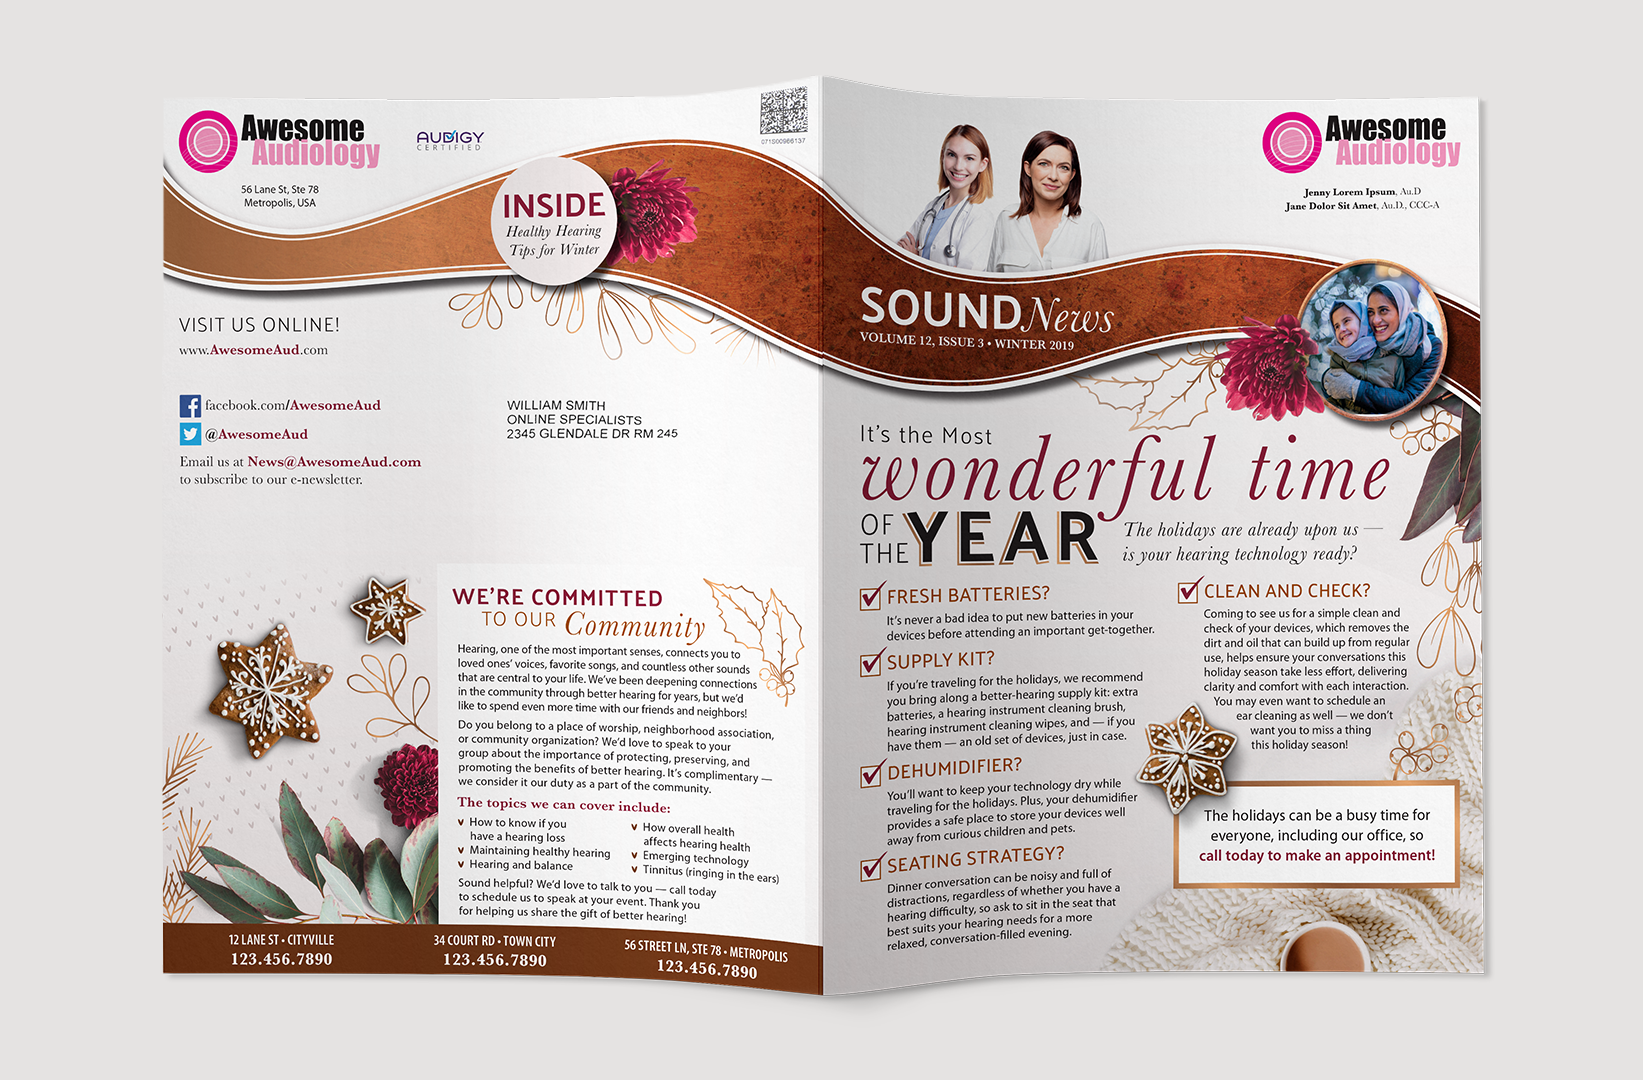 Awesome
Audiology
AUDIGY
CERTIFIED
56 Lane St, Ste 78
Metropolis, USA
071S00986137
INSIDE
Healthy Hearing
Tips for Winter
VISIT US ONLINE!
www.AwesomeAud.com
facebook.com/AwesomeAud
@AwesomeAud
Email us at News@AwesomeAud.com
to subscribe to our e-newsletter.
WILLIAM SMITH
ONLINE SPECIALISTS
2345 GLENDALE DR RM 245
WE'RE COMMITTED
TO OUR Community
Hearing, one of the most important senses, connects you to
loved ones' voices, favorite songs, and countless other sounds
that are central to your life. We've been deepening connections
in the community through better hearing for years, but we'd
like to spend even more time with our friends and neighbors!
Do you belong to a place of worship, neighborhood association,
or community organization? We'd love to speak to your
group about the importance of protecting, preserving, and
promoting the benefits of better hearing. It's complimentary —
we consider it our duty as a part of the community.
The topics we can cover include:
How to know if you
have a hearing loss
Maintaining healthy hearing
Hearing and balance
How overall health
affects hearing health
Emerging technology
Tinnitus (ringing in the ears)
Sound helpful? We'd love to talk to you — call today
to schedule us to speak at your event. Thank you
for helping us share the gift of better hearing!
12 LANE ST • CITYVILLE
123.456.7890
34 COURT RD • TOWN CITY
123.456.7890
56 STREET LN, STE 78 • METROPOLIS
123.456.7890
Awesome
Audiology
Jenny Lorem Ipsum, Au.D
Jane Dolor Sit Amet, Au.D., CCC-A
SOUND News
VOLUME 12, ISSUE 3 • WINTER 2019
It's the Most
wonderful time
OF THE YEAR
The holidays are already upon us —
is your hearing technology ready?
FRESH BATTERIES?
It's never a bad idea to put new batteries in your
devices before attending an important get-together.
SUPPLY KIT?
If you're traveling for the holidays, we recommend
you bring along a better-hearing supply kit: extra
batteries, a hearing instrument cleaning brush,
hearing instrument cleaning wipes, and — if you
have them — an old set of devices, just in case.
DEHUMIDIFIER?
You'll want to keep your technology dry while
traveling for the holidays. Plus, your dehumidifier
provides a safe place to store your devices well
away from curious children and pets.
SEATING STRATEGY?
Dinner conversation can be noisy and full of
distractions, regardless of whether you have a
hearing difficulty, so ask to sit in the seat that
best suits your hearing needs for a more
relaxed, conversation-filled evening.
CLEAN AND CHECK?
Coming to see us for a simple clean and
check of your devices, which removes the
dirt and oil that can build up from regular
use, helps ensure your conversations this
holiday season take less effort, delivering
clarity and comfort with each interaction.
You may even want to schedule an
ear cleaning as well — we don't
want you to miss a thing
this holiday season!
The holidays can be a busy time for
everyone, including our office, so
call today to make an appointment!